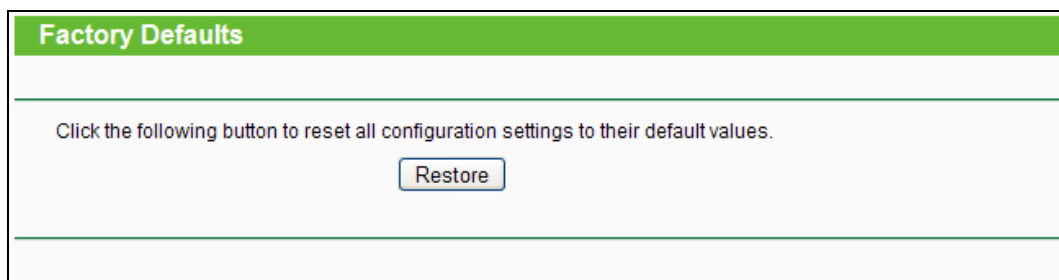 Factory Defaults
Click the following button to reset all configuration settings to their default values.
Restore